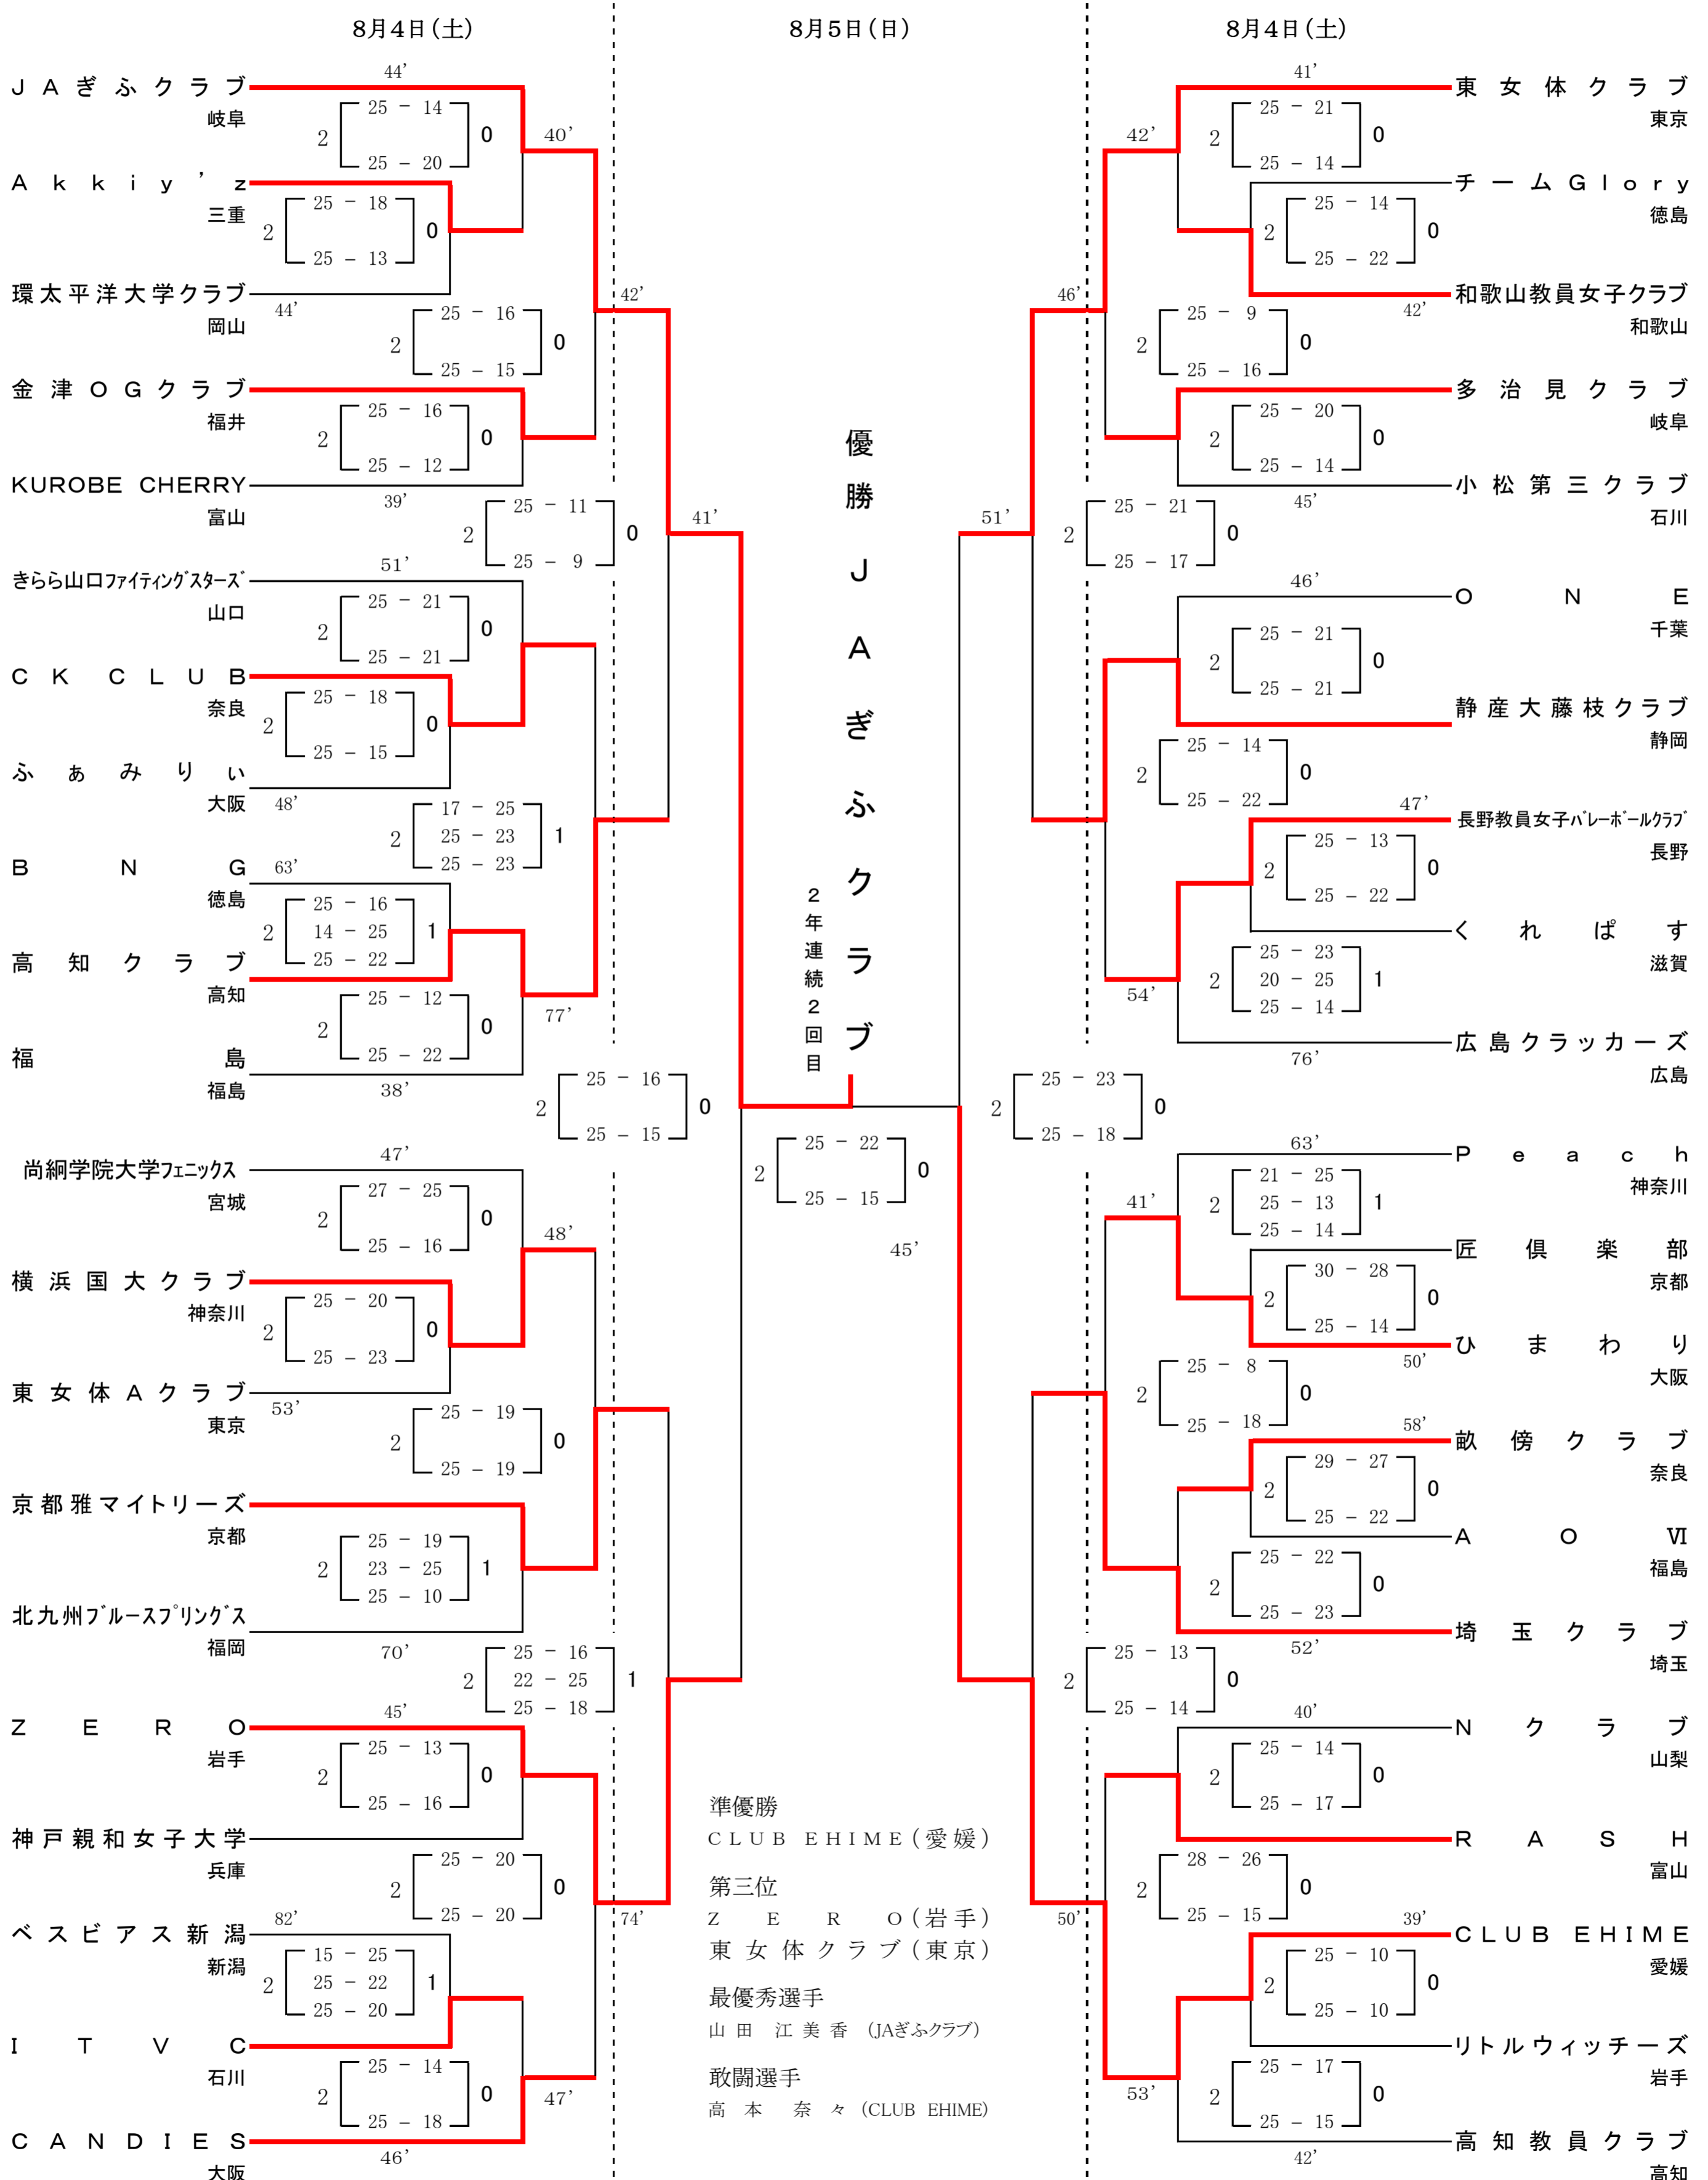 8月4日(土)
8月5日(日)
8月4日(土)
JAぎふクラブ
岐阜
44'
2
25 − 14
25 − 20
0
40'
Akkiy'z
三重
2
25 − 18
25 − 13
0
環太平洋大学クラブ
岡山
44'
2
25 − 16
25 − 15
0
42'
金津OGクラブ
福井
2
25 − 16
25 − 12
0
KUROBE CHERRY
富山
39'
2
25 − 11
25 − 9
0
41'
きらら山口ファイティングスターズ
山口
51'
2
25 − 21
25 − 21
0
CK CLUB
奈良
2
25 − 18
25 − 15
0
ふぁみりぃ
大阪
48'
2
17 − 25
25 − 23
25 − 23
1
BNG
徳島
63'
2
25 − 16
14 − 25
25 − 22
1
高知クラブ
高知
2
25 − 12
25 − 22
0
77'
福島
福島
38'
2
25 − 16
25 − 15
0
尚絅学院大学フェニックス
宮城
47'
2
27 − 25
25 − 16
0
48'
横浜国大クラブ
神奈川
2
25 − 20
25 − 23
0
東女体Aクラブ
東京
53'
2
25 − 19
25 − 19
0
京都雅マイトリーズ
京都
2
25 − 19
23 − 25
25 − 10
1
北九州ブルースプリングス
福岡
70'
2
25 − 16
22 − 25
25 − 18
1
ZERO
岩手
45'
2
25 − 13
25 − 16
0
神戸親和女子大学
兵庫
2
25 − 20
25 − 20
0
74'
ベスビアス新潟
新潟
82'
2
15 − 25
25 − 22
25 − 20
1
ITVC
石川
2
25 − 14
25 − 18
0
47'
CANDIES
大阪
46'
優勝 JAぎふクラブ
2年連続2回目
2
25 − 22
25 − 15
0
45'
準優勝
CLUB EHIME(愛媛)
第三位
ZERO(岩手)
東女体クラブ(東京)
最優秀選手
山田 江美香 (JAぎふクラブ)
敢闘選手
高本 奈々 (CLUB EHIME)
東女体クラブ
東京
41'
2
25 − 21
25 − 14
0
42'
チームGlory
徳島
2
25 − 14
25 − 22
0
和歌山教員女子クラブ
和歌山
42'
2
25 − 9
25 − 16
0
46'
多治見クラブ
岐阜
2
25 − 20
25 − 14
0
小松第三クラブ
石川
45'
2
25 − 21
25 − 17
0
51'
ONE
千葉
46'
2
25 − 21
25 − 21
0
静産大藤枝クラブ
静岡
2
25 − 14
25 − 22
0
長野教員女子バレーボールクラブ
長野
47'
2
25 − 13
25 − 22
0
くれぱす
滋賀
2
25 − 23
20 − 25
25 − 14
1
54'
広島クラッカーズ
広島
76'
2
25 − 23
25 − 18
0
Peach
神奈川
63'
2
21 − 25
25 − 13
25 − 14
1
41'
匠倶楽部
京都
2
30 − 28
25 − 14
0
ひまわり
大阪
50'
2
25 − 8
25 − 18
0
畝傍クラブ
奈良
58'
2
29 − 27
25 − 22
0
AOⅥ
福島
2
25 − 22
25 − 23
0
埼玉クラブ
埼玉
52'
2
25 − 13
25 − 14
0
Nクラブ
山梨
40'
2
25 − 14
25 − 17
0
RASH
富山
2
28 − 26
25 − 15
0
50'
CLUB EHIME
愛媛
39'
2
25 − 10
25 − 10
0
リトルウィッチーズ
岩手
2
25 − 17
25 − 15
0
53'
高知教員クラブ
高知
42'